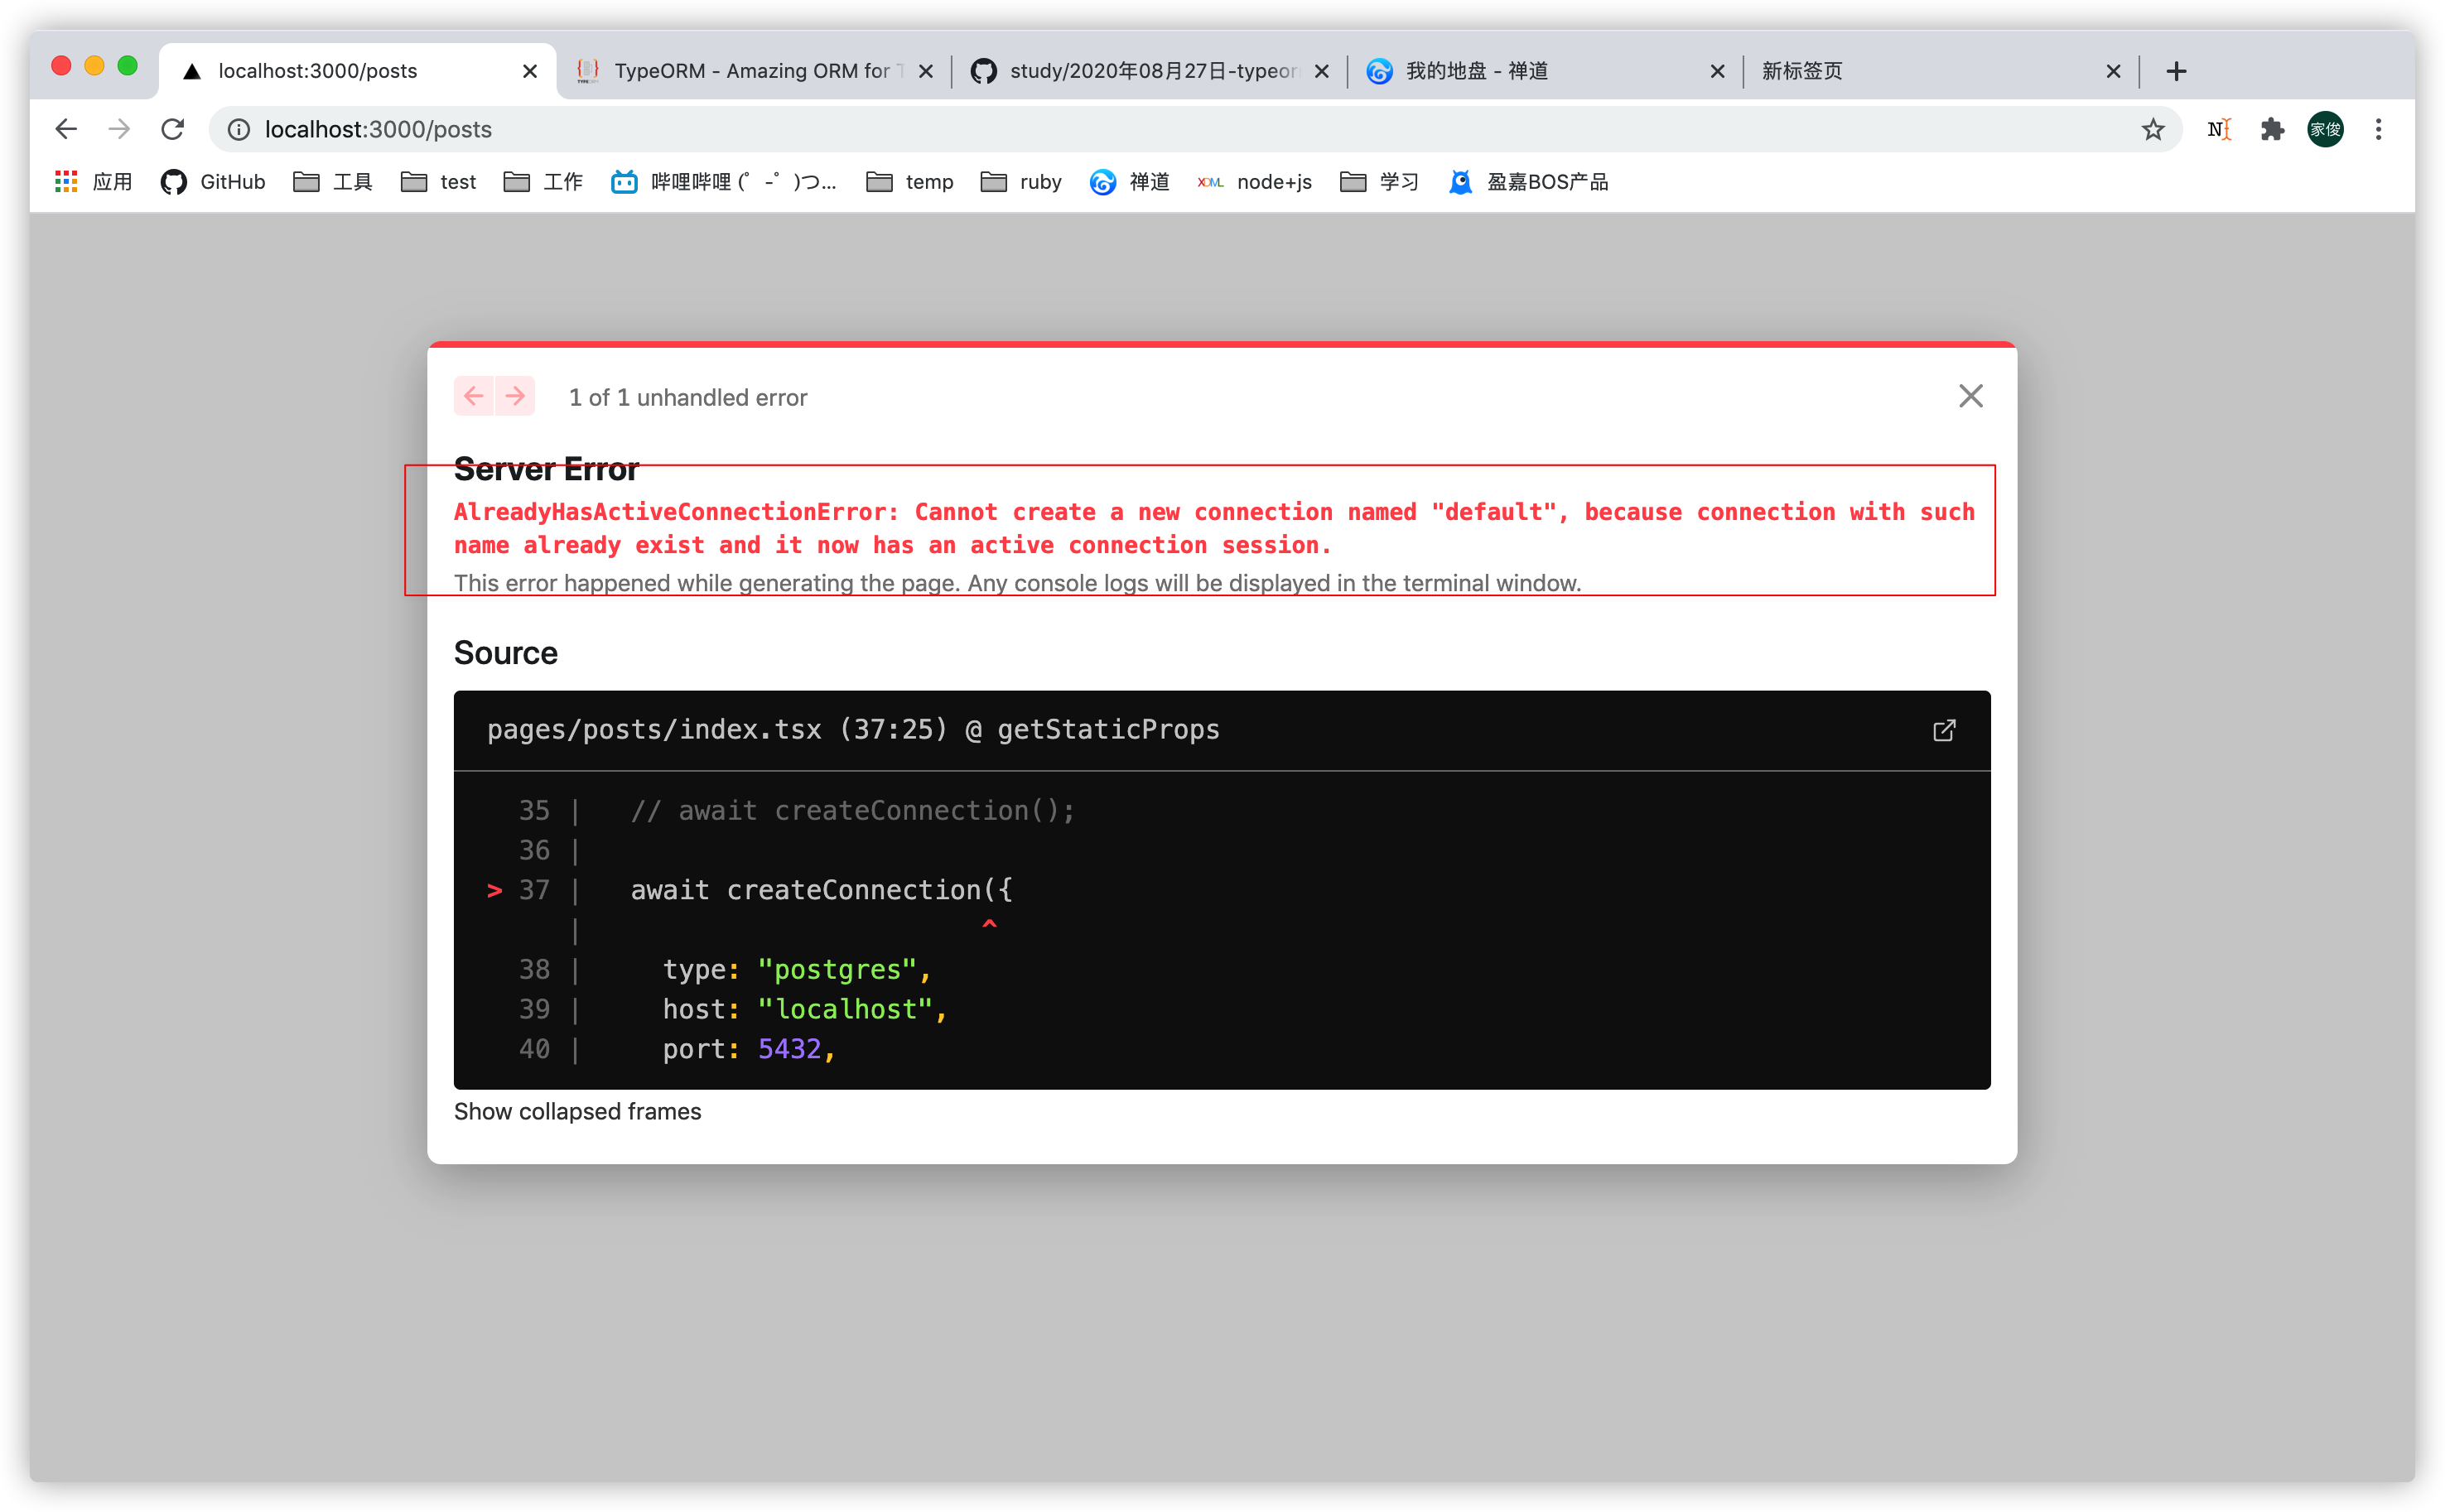 localhost:3000/posts
TypeORM - Amazing ORM for T
study/2020年08月27日-typeor
我的地盘 - 禅道
新标签页
localhost:3000/posts
家俊
应用
GitHub
工具
test
工作
哔哩哔哩 (゜-゜)つ...
temp
ruby
禅道
node+js
学习
盈嘉BOS产品
1 of 1 unhandled error
Server Error
AlreadyHasActiveConnectionError: Cannot create a new connection named "default", because connection with such
name already exist and it now has an active connection session.
This error happened while generating the page. Any console logs will be displayed in the terminal window.
Source
pages/posts/index.tsx (37:25) @ getStaticProps
35 |   // await createConnection();
36 |
> 37 |   await createConnection({
|                         ^
38 |     type: "postgres",
39 |     host: "localhost",
40 |     port: 5432,
Show collapsed frames